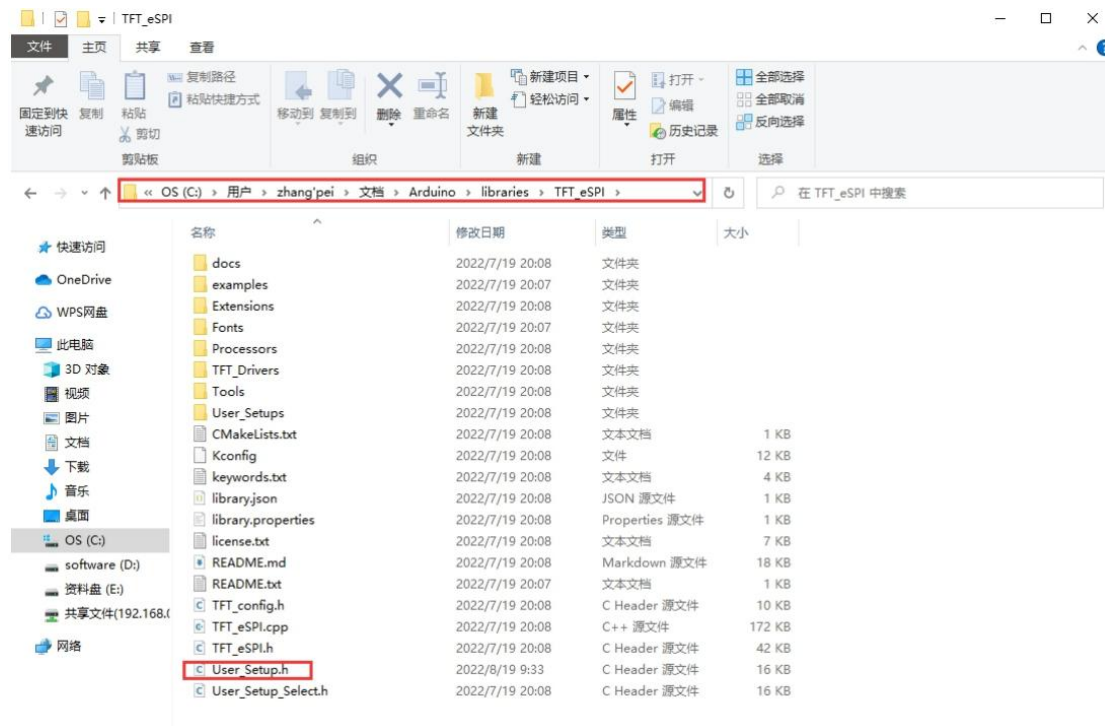 TFT_eSPI
文件 主页 共享 查看
固定到快速访问 复制 粘贴 复制路径 粘贴快捷方式 剪切 移动到 复制到 删除 重命名 新建文件夹 新建项目 轻松访问 属性 打开 编辑 历史记录 全部选择 全部取消 反向选择
剪贴板 组织 新建 打开 选择
« OS (C:) › 用户 › zhang'pei › 文档 › Arduino › libraries › TFT_eSPI › 在 TFT_eSPI 中搜索
快速访问
OneDrive
WPS网盘
此电脑
3D 对象
视频
图片
文档
下载
音乐
桌面
OS (C:)
software (D:)
资料盘 (E:)
共享文件(192.168.
网络
名称 修改日期 类型 大小
docs 2022/7/19 20:08 文件夹
examples 2022/7/19 20:07 文件夹
Extensions 2022/7/19 20:08 文件夹
Fonts 2022/7/19 20:07 文件夹
Processors 2022/7/19 20:08 文件夹
TFT_Drivers 2022/7/19 20:08 文件夹
Tools 2022/7/19 20:08 文件夹
User_Setups 2022/7/19 20:08 文件夹
CMakeLists.txt 2022/7/19 20:08 文本文档 1 KB
Kconfig 2022/7/19 20:08 文件 12 KB
keywords.txt 2022/7/19 20:08 文本文档 4 KB
library.json 2022/7/19 20:08 JSON 源文件 1 KB
library.properties 2022/7/19 20:08 Properties 源文件 1 KB
license.txt 2022/7/19 20:08 文本文档 7 KB
README.md 2022/7/19 20:08 Markdown 源文件 18 KB
README.txt 2022/7/19 20:07 文本文档 1 KB
TFT_config.h 2022/7/19 20:08 C Header 源文件 10 KB
TFT_eSPI.cpp 2022/7/19 20:08 C++ 源文件 172 KB
TFT_eSPI.h 2022/7/19 20:08 C Header 源文件 42 KB
User_Setup.h 2022/8/19 9:33 C Header 源文件 16 KB
User_Setup_Select.h 2022/7/19 20:08 C Header 源文件 16 KB